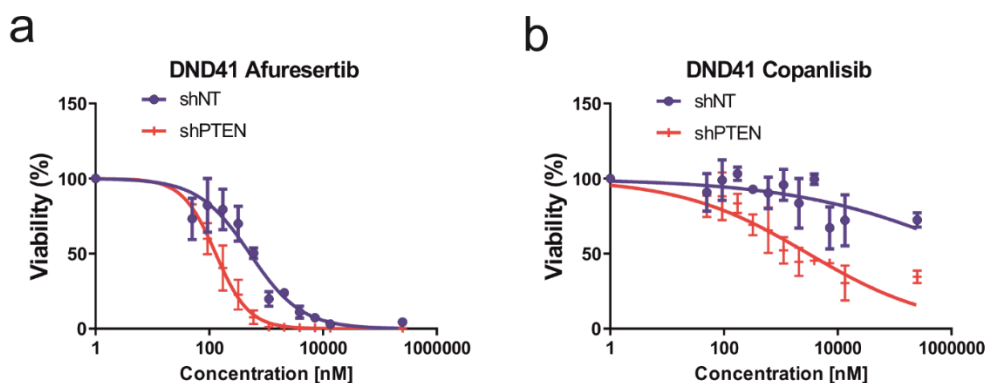 a
DND41 Afuresertib
shNT
shPTEN
Viability (%)
150
100
50
0
1
100
10000
1000000
Concentration [nM]
b
DND41 Copanlisib
shNT
shPTEN
Viability (%)
150
100
50
0
1
100
10000
1000000
Concentration [nM]